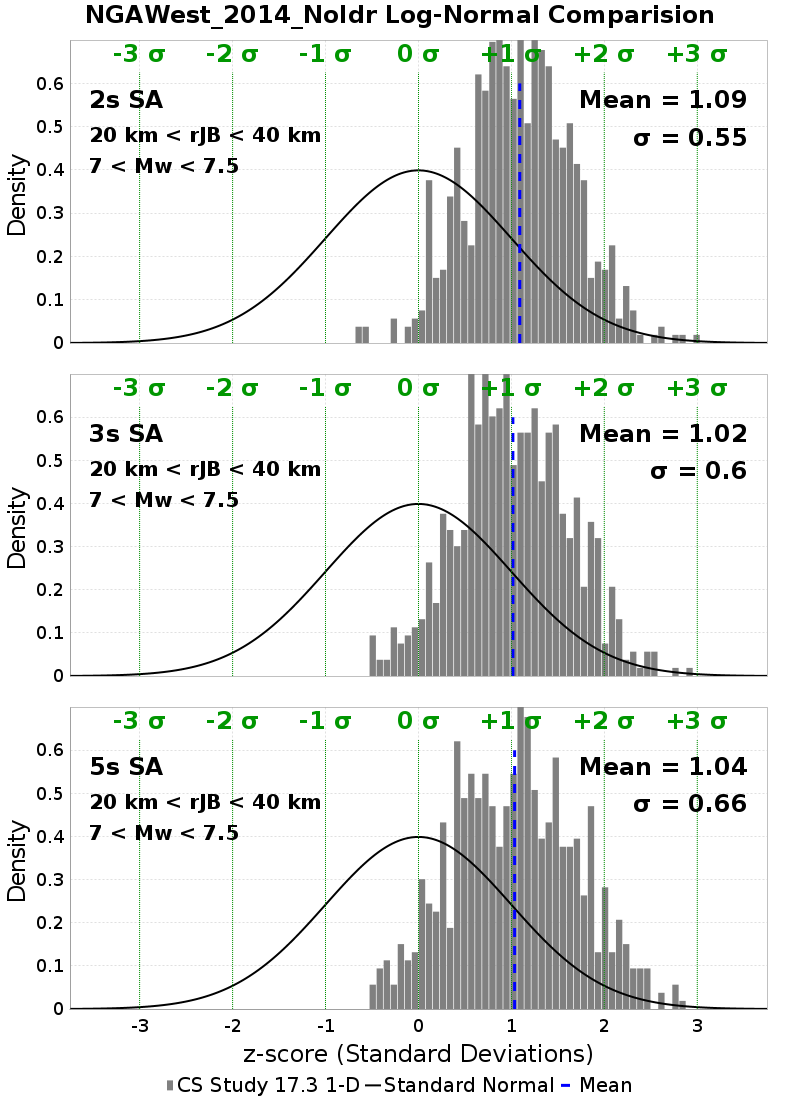 NGAWest_2014_NoIdr Log-Normal Comparision
-3 σ -2 σ -1 σ 0 σ +1 σ +2 σ +3 σ
2s SA
Mean = 1.09
20 km < rJB < 40 km
σ = 0.55
7 < Mw < 7.5
Density
0.6
0.5
0.4
0.3
0.2
0.1
0
-3 σ -2 σ -1 σ 0 σ +1 σ +2 σ +3 σ
3s SA
Mean = 1.02
20 km < rJB < 40 km
σ = 0.6
7 < Mw < 7.5
Density
0.6
0.5
0.4
0.3
0.2
0.1
0
-3 σ -2 σ -1 σ 0 σ +1 σ +2 σ +3 σ
5s SA
Mean = 1.04
20 km < rJB < 40 km
σ = 0.66
7 < Mw < 7.5
Density
0.6
0.5
0.4
0.3
0.2
0.1
0
-3 -2 -1 0 1 2 3
z-score (Standard Deviations)
CS Study 17.3 1-D Standard Normal Mean